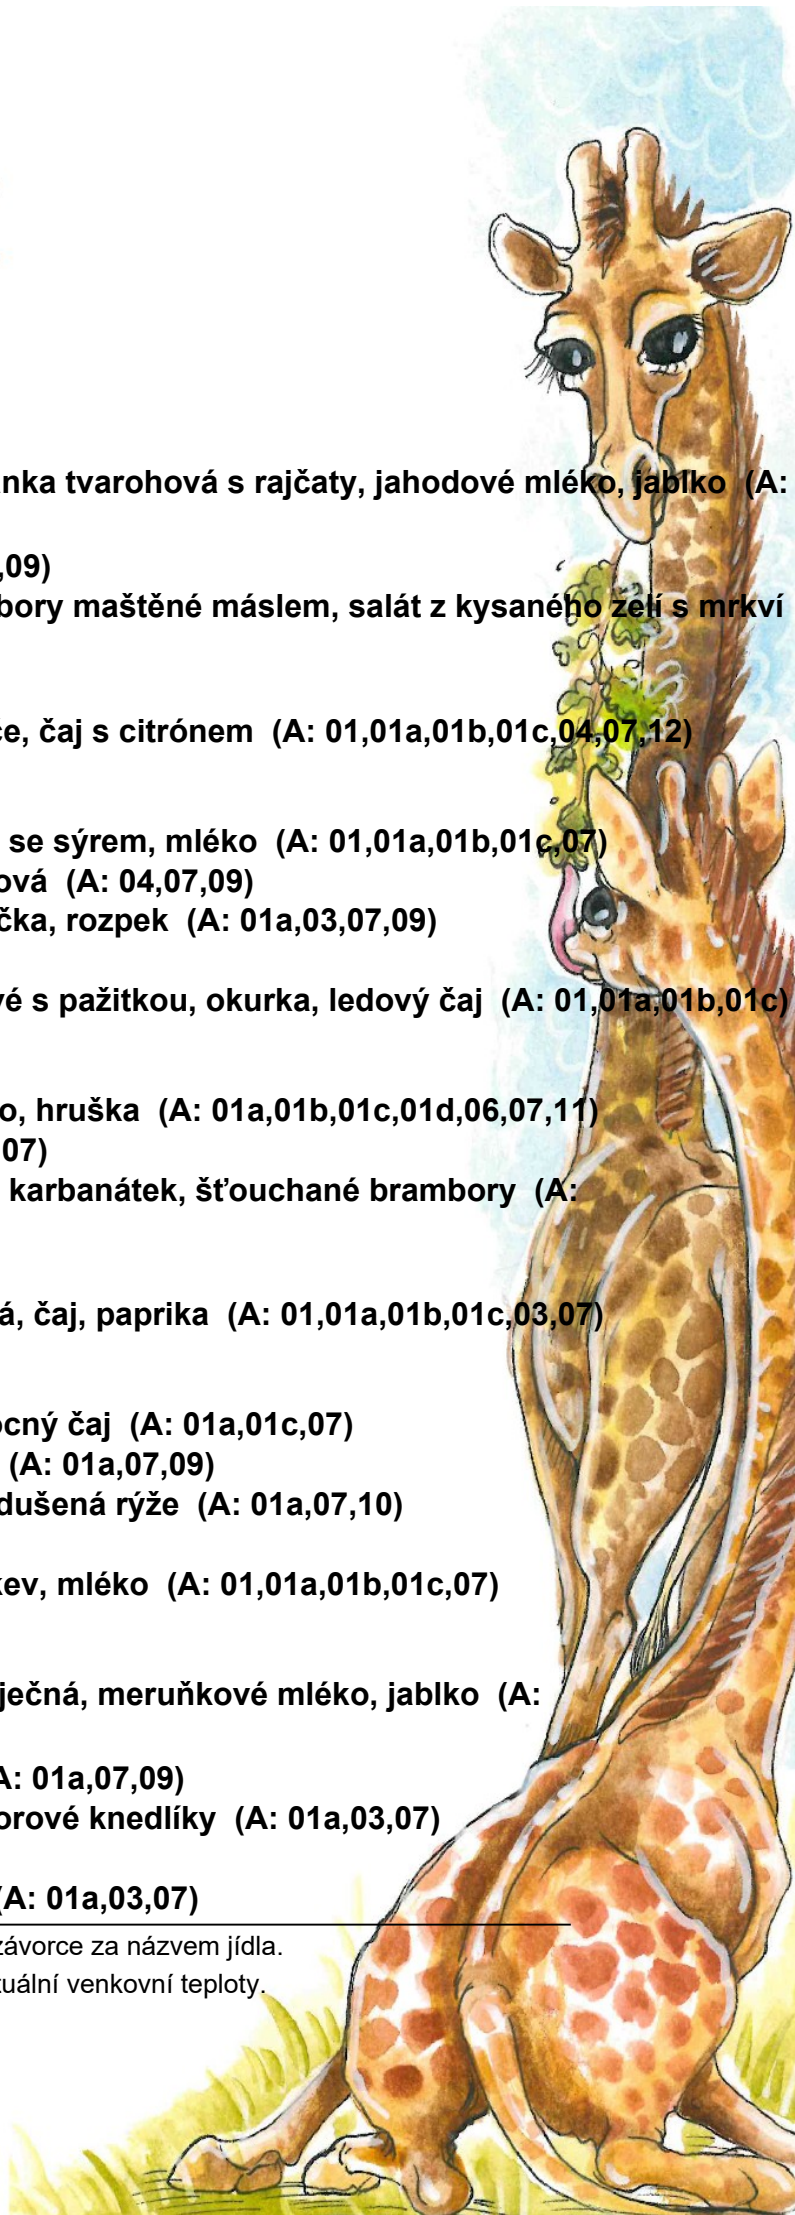 nka tvarohová s rajčaty, jahodové mléko, jablko (A:
,09)
bory maštěné máslem, salát z kysaného zelí s mrkví
ce, čaj s citrónem (A: 01,01a,01b,01c,04,07,12)
se sýrem, mléko (A: 01,01a,01b,01c,07)
ová (A: 04,07,09)
čka, rozpek (A: 01a,03,07,09)
vé s pažitkou, okurka, ledový čaj (A: 01,01a,01b,01c)
o, hruška (A: 01a,01b,01c,01d,06,07,11)
07)
karbanátek, šťouchané brambory (A:
á, čaj, paprika (A: 01,01a,01b,01c,03,07)
ocný čaj (A: 01a,01c,07)
(A: 01a,07,09)
dušená rýže (A: 01a,07,10)
kev, mléko (A: 01,01a,01b,01c,07)
ječná, meruňkové mléko, jablko (A:
A: 01a,07,09)
orové knedlíky (A: 01a,03,07)
(A: 01a,03,07)
závorce za názvem jídla.
tuální venkovní teploty.